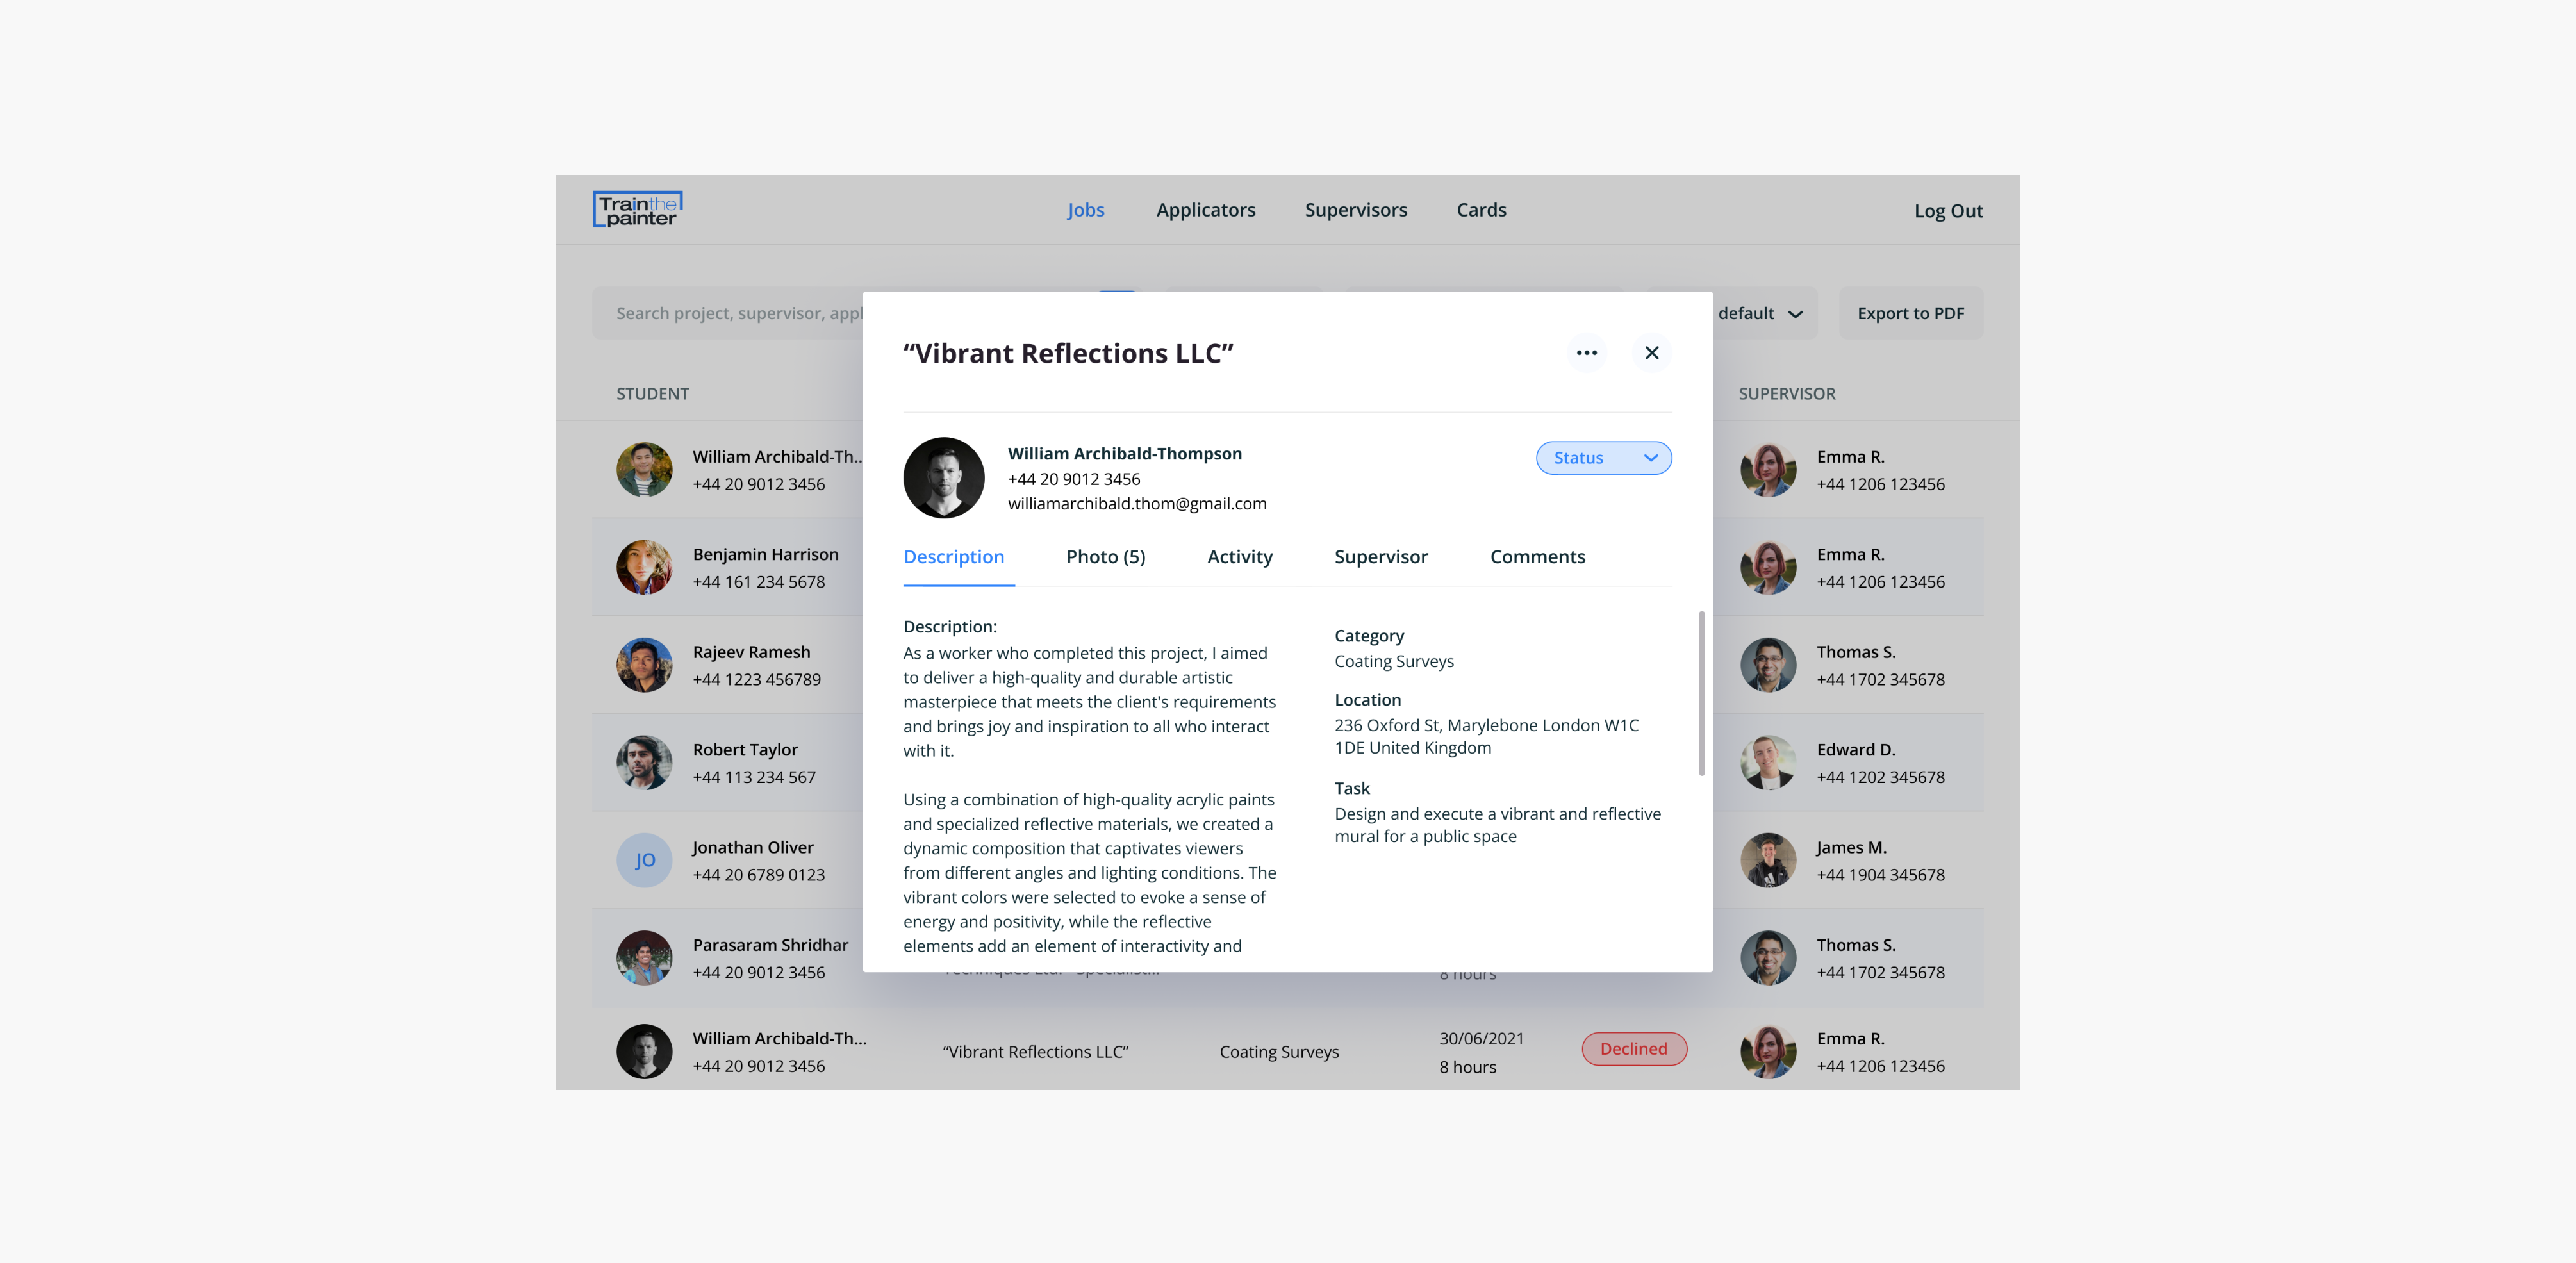 Train the
painter
Jobs
Applicators
Supervisors
Cards
Log Out
Search project, supervisor, appl
default
Export to PDF
STUDENT
SUPERVISOR
“Vibrant Reflections LLC”
William Archibald-Thompson
+44 20 9012 3456
williamarchibald.thom@gmail.com
Status
Description
Photo (5)
Activity
Supervisor
Comments
Description:
As a worker who completed this project, I aimed
to deliver a high-quality and durable artistic
masterpiece that meets the client's requirements
and brings joy and inspiration to all who interact
with it.
Using a combination of high-quality acrylic paints
and specialized reflective materials, we created a
dynamic composition that captivates viewers
from different angles and lighting conditions. The
vibrant colors were selected to evoke a sense of
energy and positivity, while the reflective
elements add an element of interactivity and
Category
Coating Surveys
Location
236 Oxford St, Marylebone London W1C
1DE United Kingdom
Task
Design and execute a vibrant and reflective
mural for a public space
William Archibald-Th..
+44 20 9012 3456
Emma R.
+44 1206 123456
Benjamin Harrison
+44 161 234 5678
Emma R.
+44 1206 123456
Rajeev Ramesh
+44 1223 456789
Thomas S.
+44 1702 345678
Robert Taylor
+44 113 234 567
Edward D.
+44 1202 345678
JO
Jonathan Oliver
+44 20 6789 0123
James M.
+44 1904 345678
Parasaram Shridhar
+44 20 9012 3456
8 hours
Thomas S.
+44 1702 345678
William Archibald-Th...
+44 20 9012 3456
“Vibrant Reflections LLC”
Coating Surveys
30/06/2021
8 hours
Declined
Emma R.
+44 1206 123456